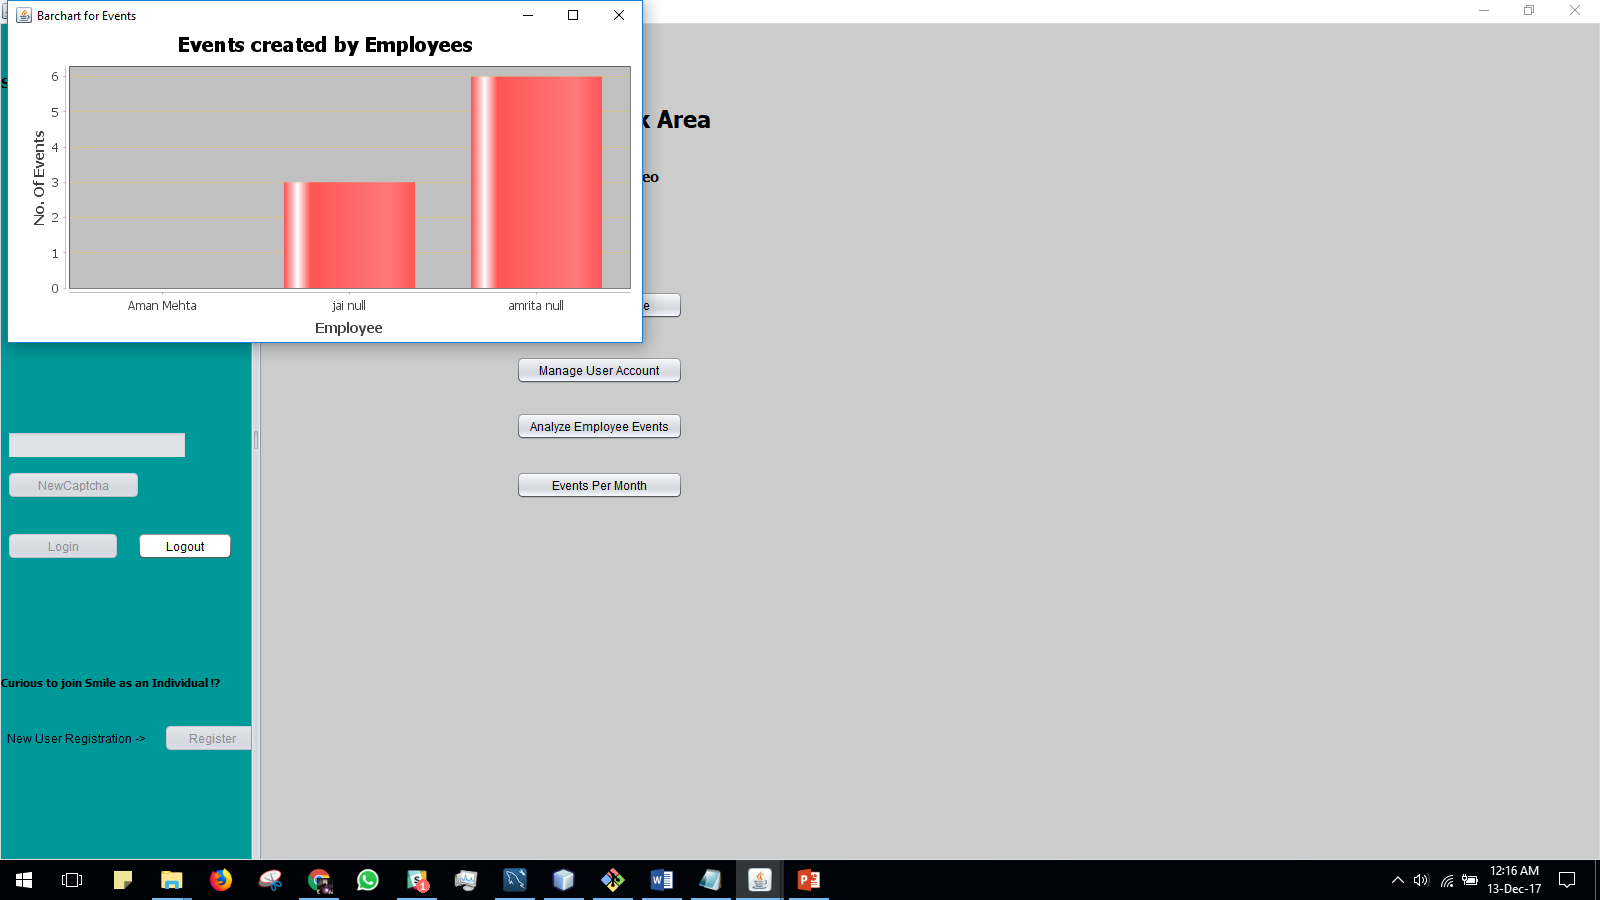 Barchart for Events
Events created by Employees
No. Of Events
6
5
4
3
2
1
0
Aman Mehta jai null amrita null
Employee
S
Area
Manage User Account
Analyze Employee Events
Events Per Month
NewCaptcha
Login Logout
Curious to join Smile as an Individual !?
New User Registration -> Register
1
12:16 AM
13-Dec-17